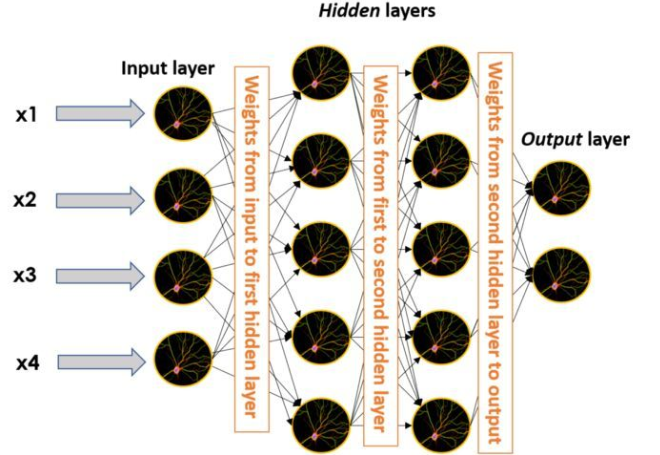 Hidden layers
Input layer
x1
x2
x3
x4
Weights from input to first hidden layer
Weights from first to second hidden layer
Weights from second hidden layer to output
Output layer